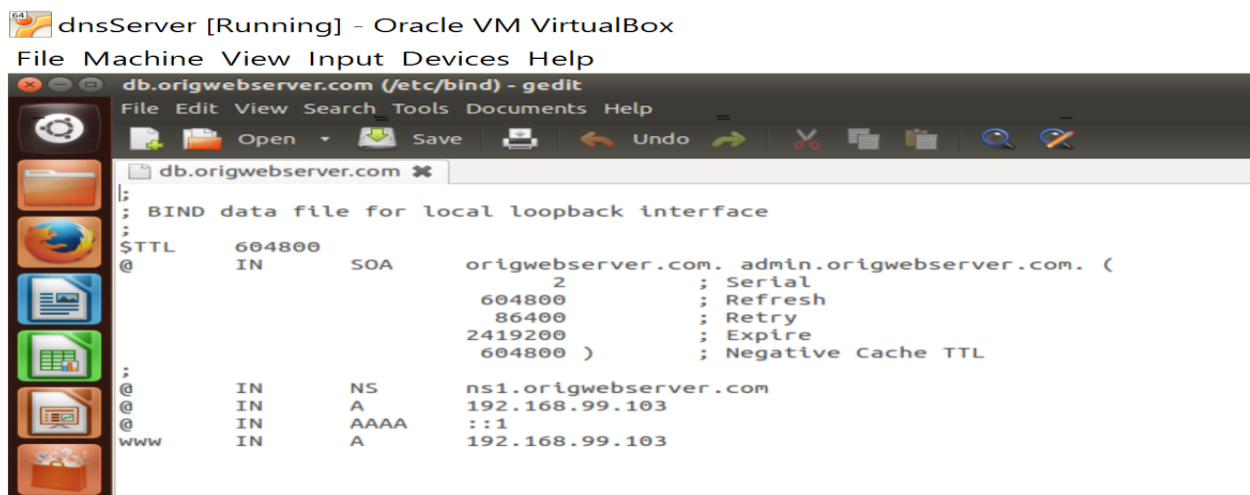 64
dnsServer [Running] - Oracle VM VirtualBox
File Machine View Input Devices Help
db.origwebserver.com (/etc/bind) - gedit
File Edit View Search Tools Documents Help
Open Save Undo
db.origwebserver.com
;
; BIND data file for local loopback interface
;
$TTL 604800
@ IN SOA origwebserver.com. admin.origwebserver.com. (
2 ; Serial
604800 ; Refresh
86400 ; Retry
2419200 ; Expire
604800 ) ; Negative Cache TTL
;
@ IN NS ns1.origwebserver.com
@ IN A 192.168.99.103
@ IN AAAA ::1
www IN A 192.168.99.103